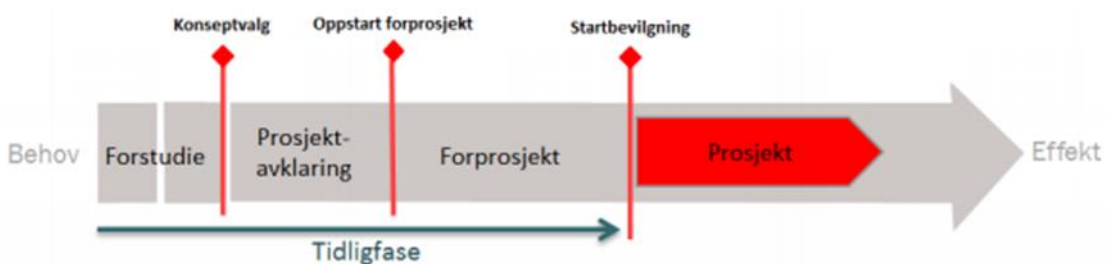 Konseptvalg
Oppstart forprosjekt
Startbevilgning
Behov
Forstudie
Prosjekt-
avklaring
Forprosjekt
Prosjekt
Effekt
Tidligfase